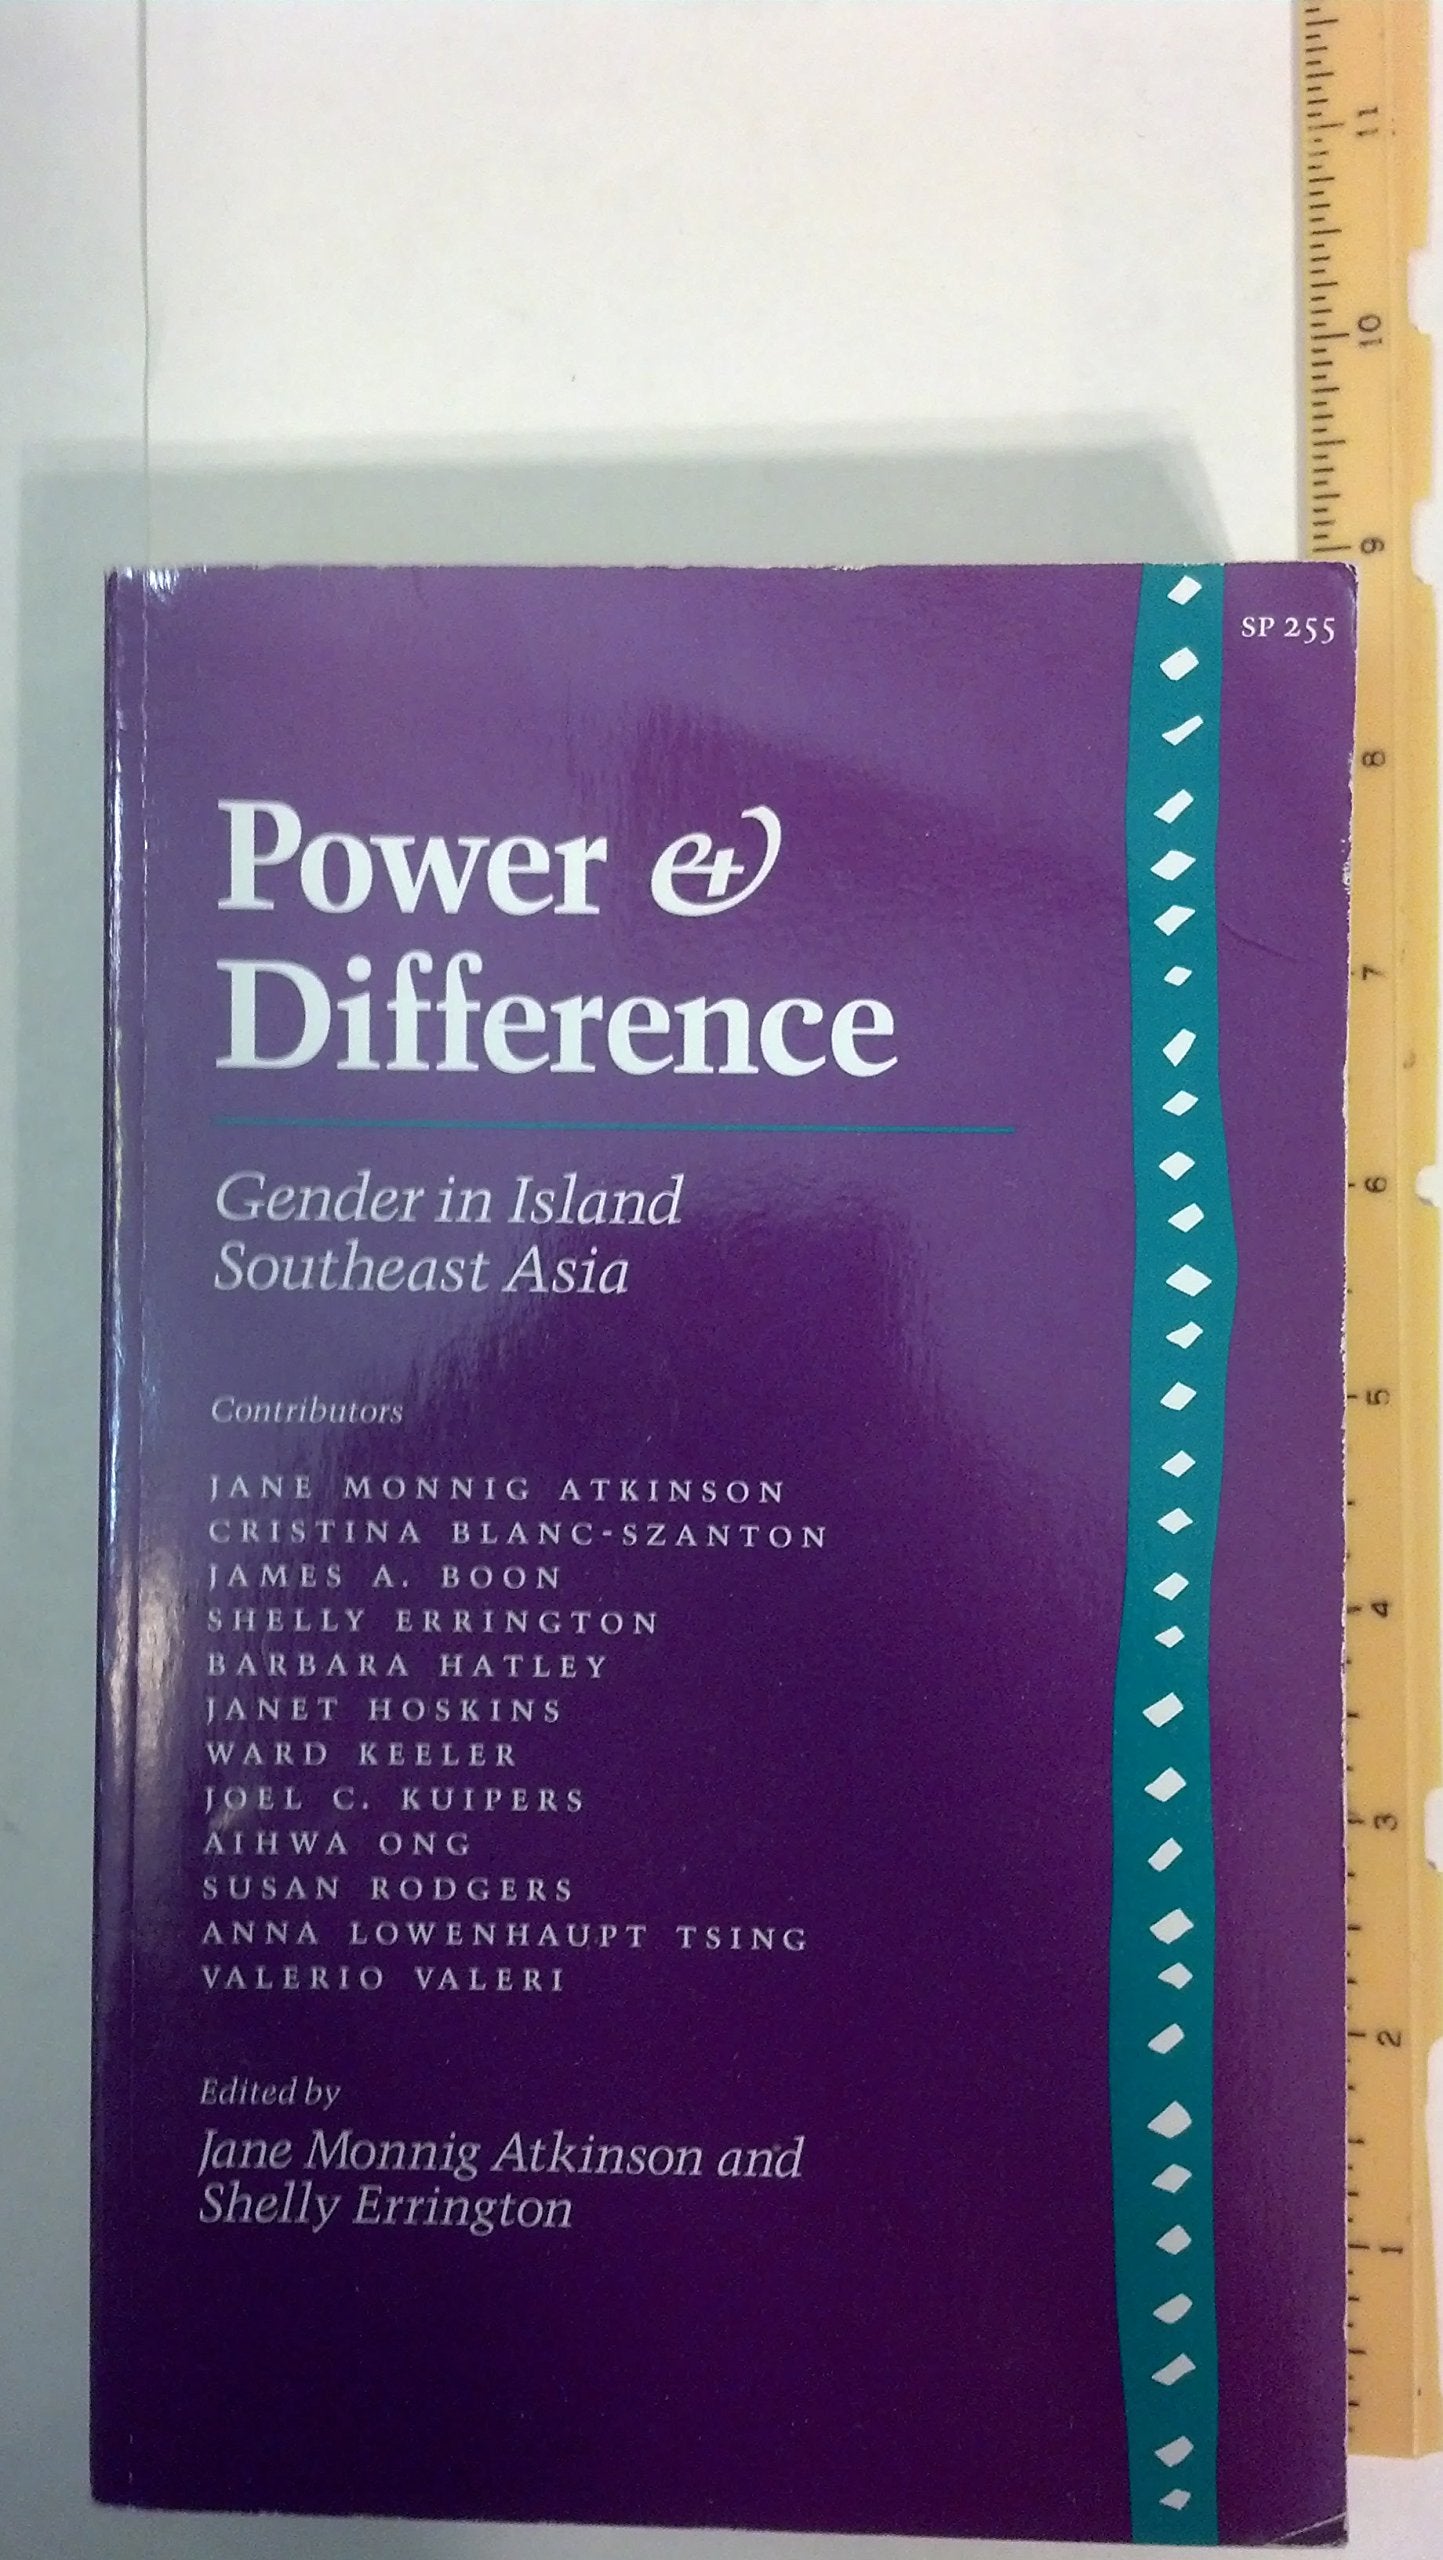 SP 255
Power &
Difference
Gender in Island
Southeast Asia
Contributors
JANE MONNIG ATKINSON
CRISTINA BLANC-SZANTON
JAMES A. BOON
SHELLY ERRINGTON
BARBARA HATLEY
JANET HOSKINS
WARD KEELER
JOEL C. KUIPERS
AIHWA ONG
SUSAN RODGERS
ANNA LOWENHAUPT TSING
VALERIO VALERI
Edited by
Jane Monnig Atkinson and
Shelly Errington
11
10
9
8
7
6
5
4
3
2
1